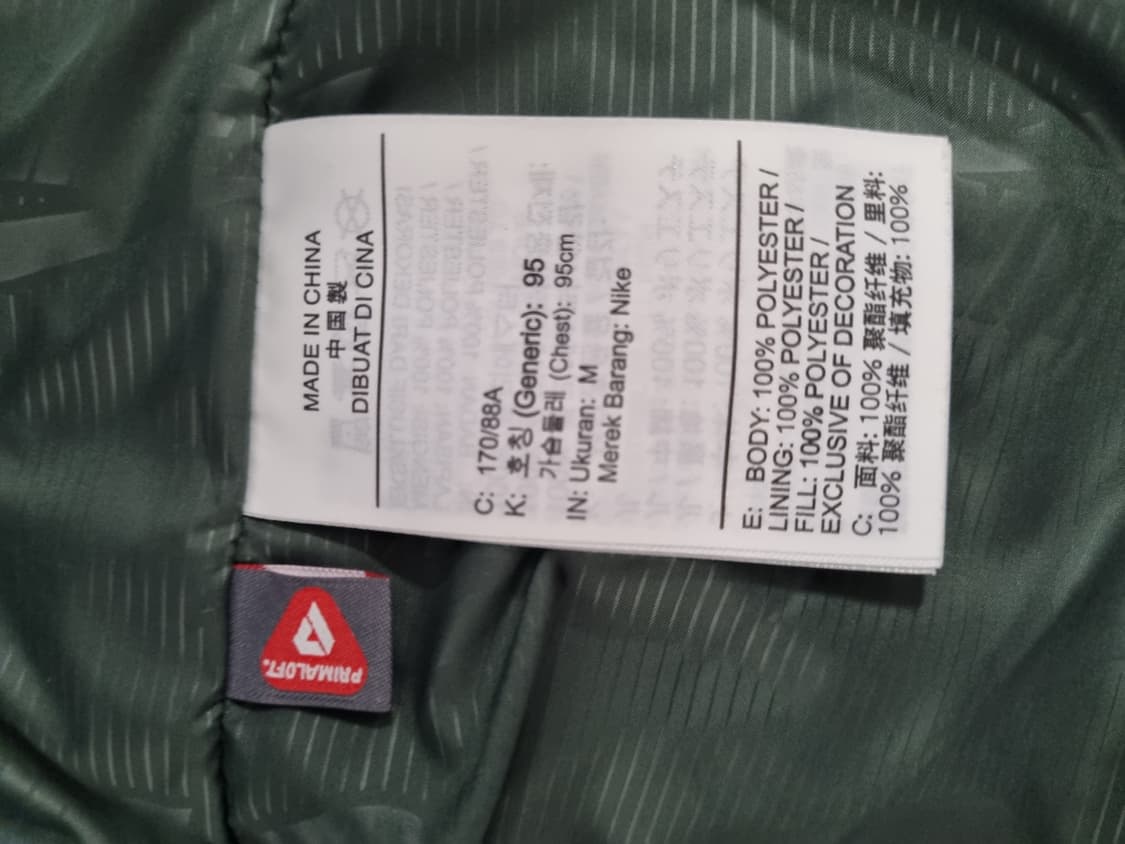 MADE IN CHINA
中国製
DIBUAT DI CINA
C: 170/88A
K: 호칭 (Generic): 95
가슴둘레 (Chest): 95cm
IN: Ukuran: M
Merek Barang: Nike
E: BODY: 100% POLYESTER /
LINING: 100% POLYESTER /
FILL: 100% POLYESTER /
EXCLUSIVE OF DECORATION
C: 面料: 100% 聚酯纤维 / 里料:
100% 聚酯纤维 / 填充物: 100%
PRIMALOFT.